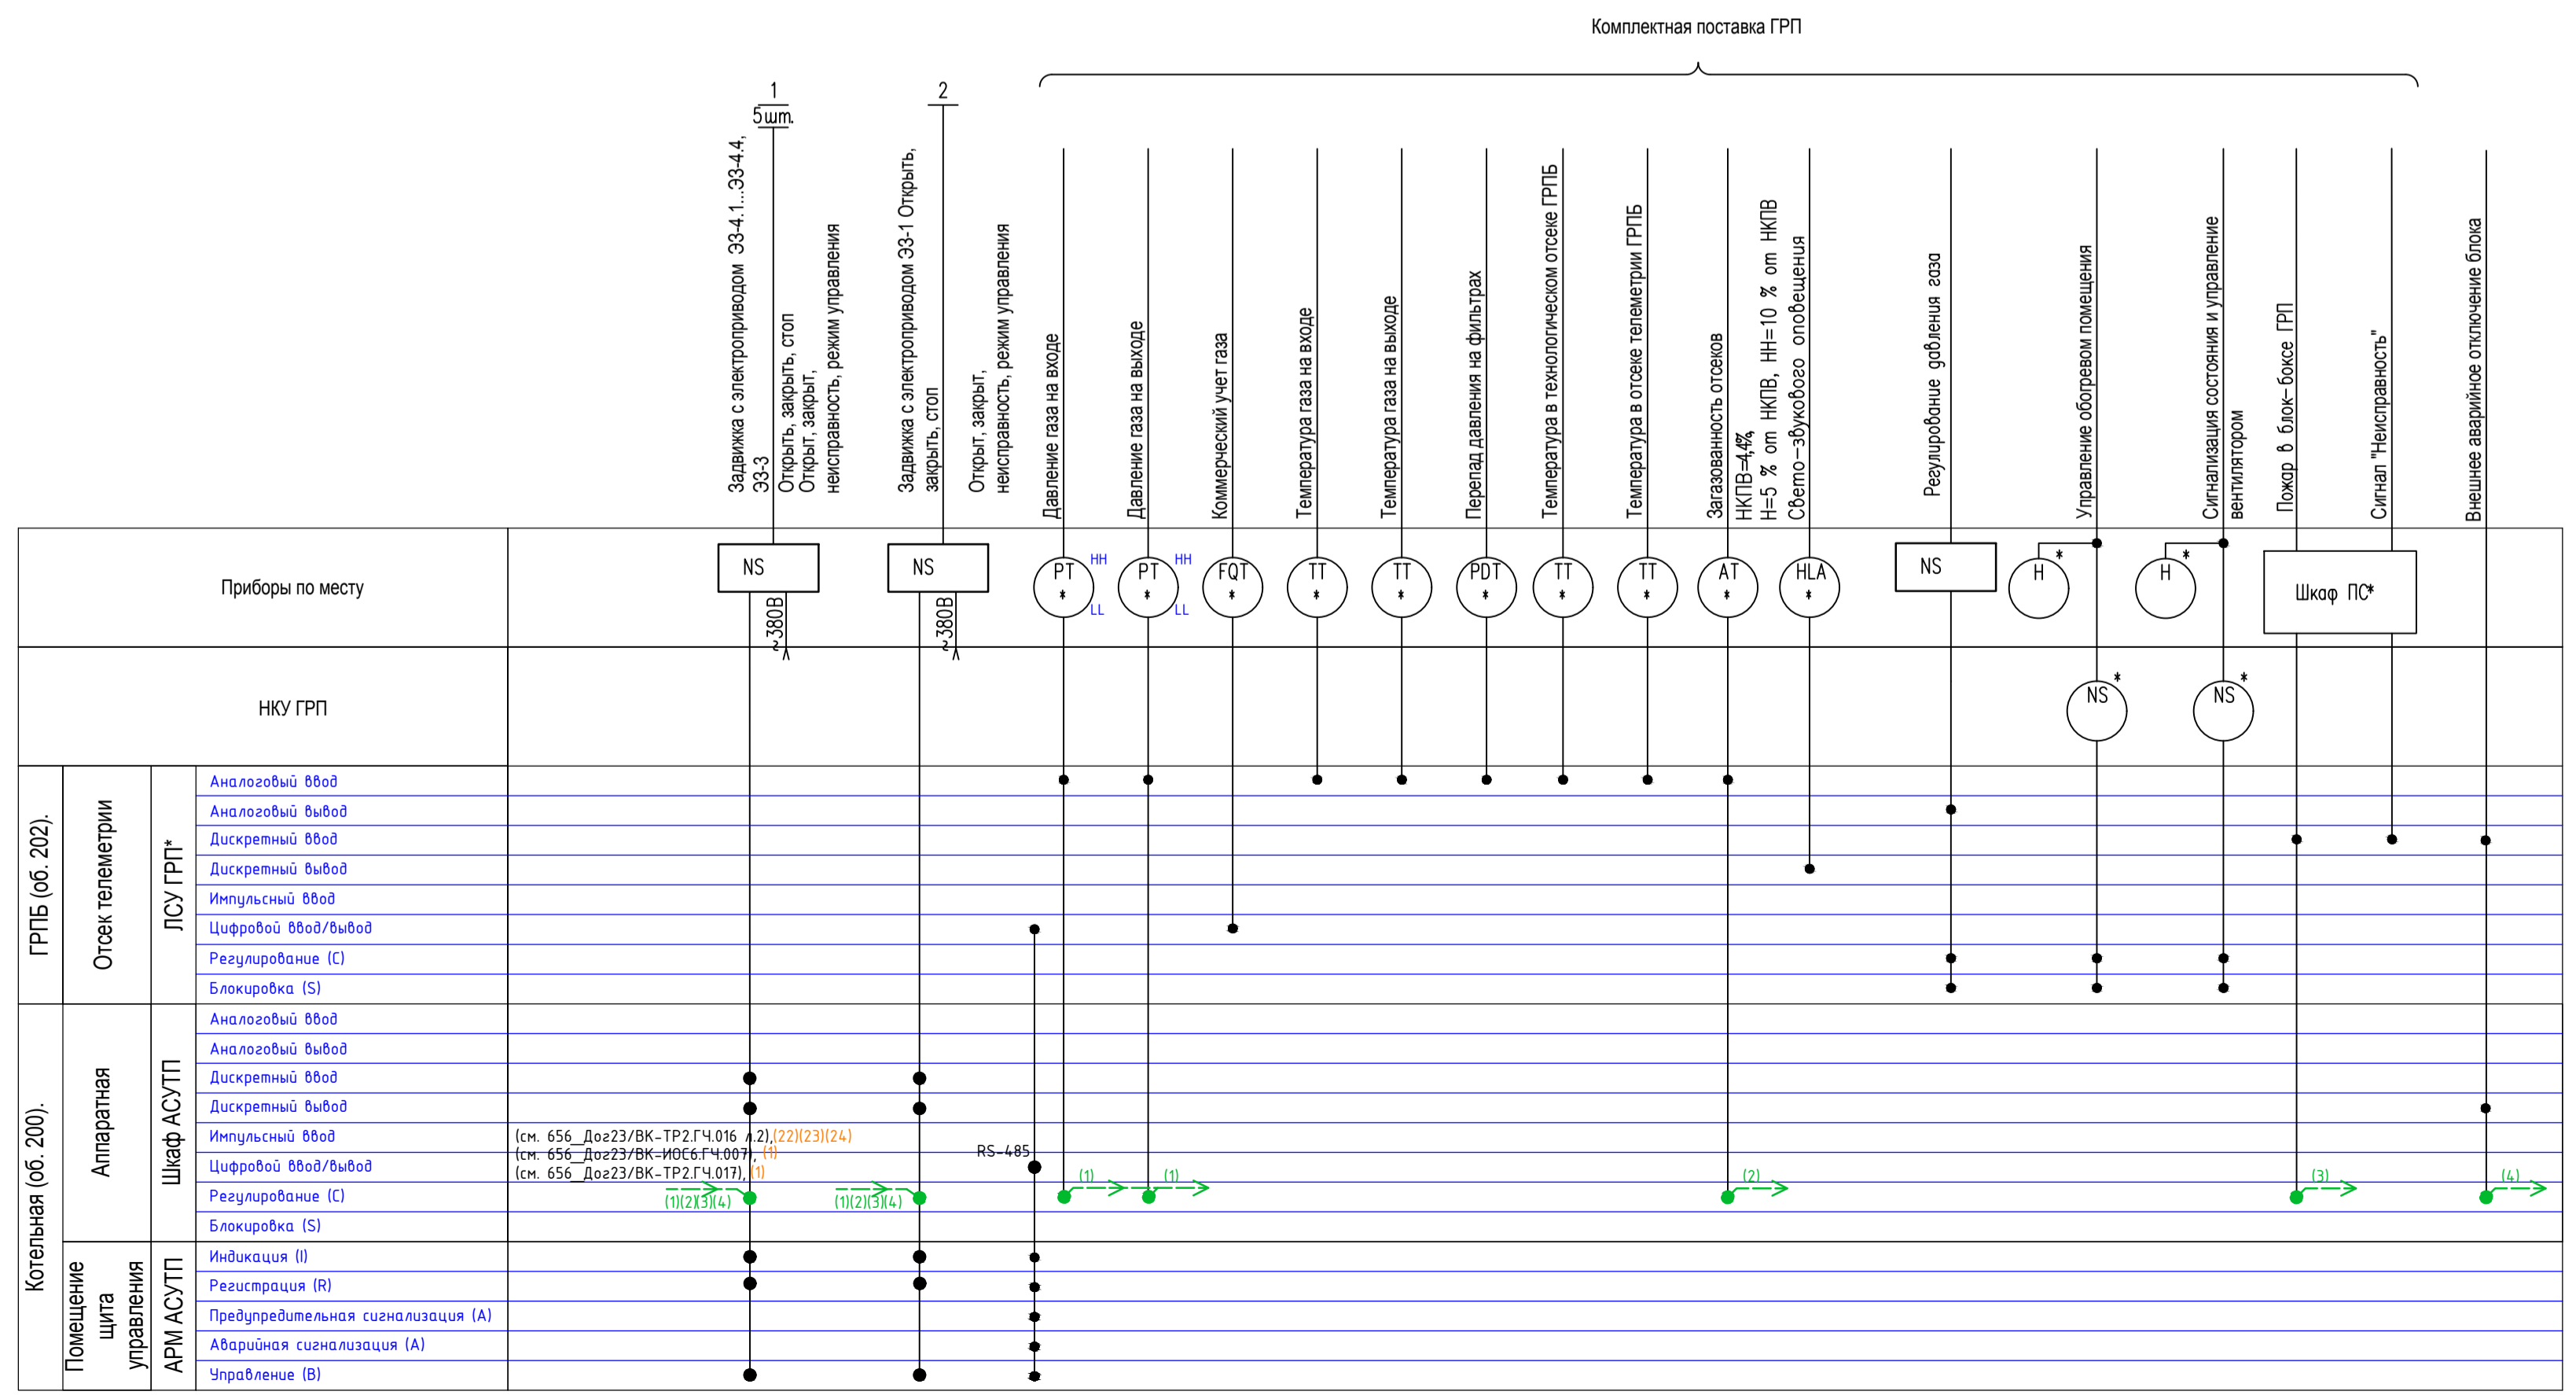 Комплектная поставка ГРП
1
5шт.
2
Задвижка с электроприводом ЭЗ-4.1...ЭЗ-4.4,
ЭЗ-3
Открыть, закрыть, стоп
Открыт, закрыт,
неисправность, режим управления
Задвижка с электроприводом ЭЗ-1 Открыть,
закрыть, стоп
Открыт, закрыт,
неисправность, режим управления
Давление газа на входе
Давление газа на выходе
Коммерческий учет газа
Температура газа на входе
Температура газа на выходе
Перепад давления на фильтрах
Температура в технологическом отсеке ГРПБ
Температура в отсеке телеметрии ГРПБ
Загазованность отсеков
НКПВ=4,4%,
H=5 % от НКПВ, HH=10 % от НКПВ
Свето-звукового оповещения
Регулирование давления газа
Управление обогревом помещения
Сигнализация состояния и управление
вентилятором
Пожар в блок-боксе ГРП
Сигнал "Неисправность"
Внешнее аварийное отключение блока
Приборы по месту
NS
~380В
NS
~380В
PT
*
HH
LL
PT
*
HH
LL
FQT
*
TT
*
TT
*
PDT
*
TT
*
TT
*
AT
*
HLA
*
NS
H
*
H
*
Шкаф ПС*
НКУ ГРП
NS
*
NS
*
ГРПБ (об. 202).
Отсек телеметрии
ЛСУ ГРП*
Аналоговый ввод
Аналоговый вывод
Дискретный ввод
Дискретный вывод
Импульсный ввод
Цифровой ввод/вывод
Регулирование (C)
Блокировка (S)
Котельная (об. 200).
Аппаратная
Шкаф АСУТП
Аналоговый ввод
Аналоговый вывод
Дискретный ввод
Дискретный вывод
Импульсный ввод
(см. 656_Дог23/ВК-ТР2.ГЧ.016 л.2),(22)(23)(24)
(см. 656_Дог23/ВК-ИОС6.ГЧ.007), (1)
RS-485
Цифровой ввод/вывод
(см. 656_Дог23/ВК-ТР2.ГЧ.017), (1)
(1)
(1)
(2)
(3)
(4)
Регулирование (C)
(1)(2)(3)(4)
(1)(2)(3)(4)
Блокировка (S)
Помещение
щита
управления
АРМ АСУТП
Индикация (I)
Регистрация (R)
Предупредительная сигнализация (A)
Аварийная сигнализация (A)
Управление (B)